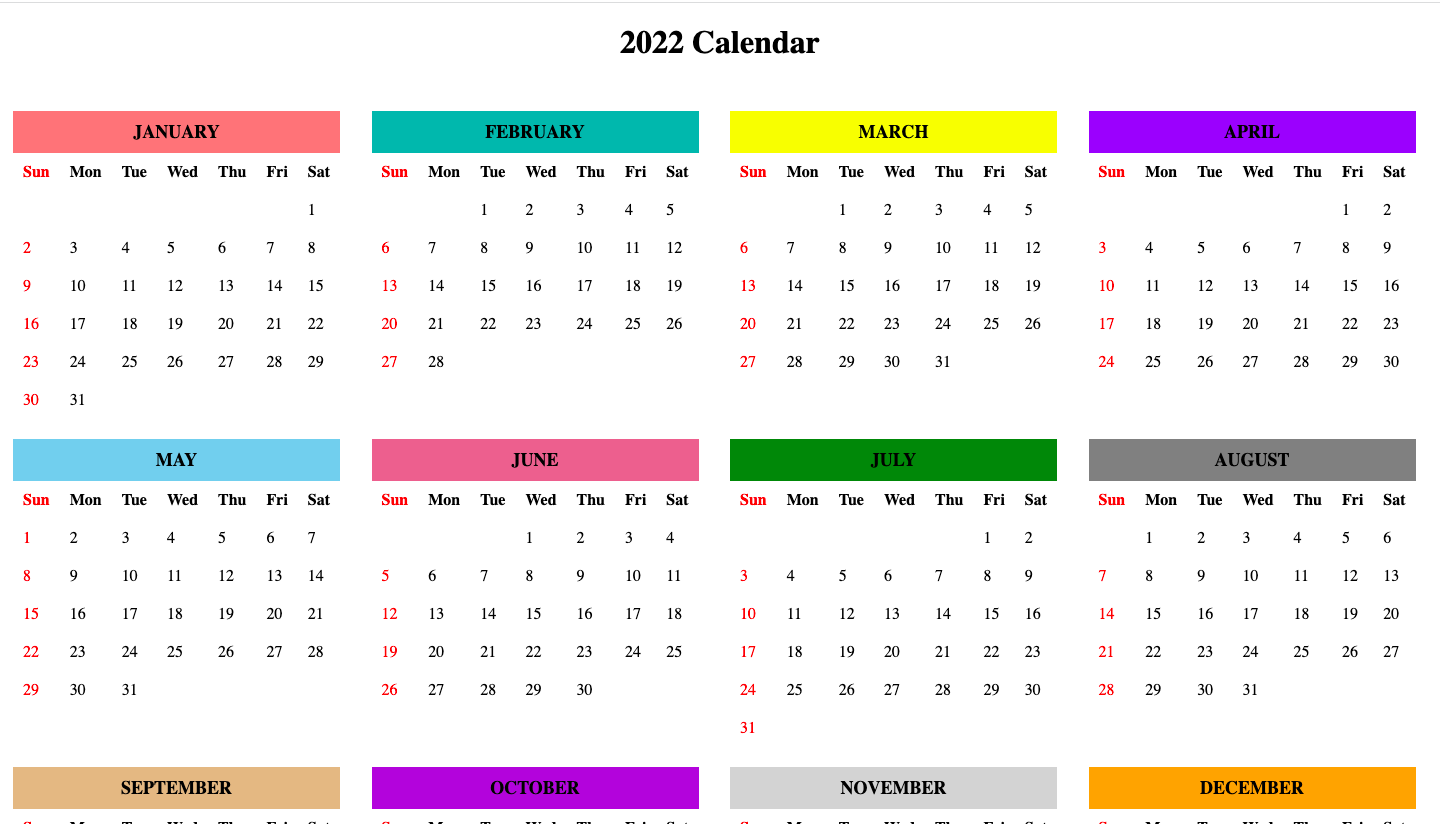 2022 Calendar
JANUARY
Sun Mon Tue Wed Thu Fri Sat
1
2 3 4 5 6 7 8
9 10 11 12 13 14 15
16 17 18 19 20 21 22
23 24 25 26 27 28 29
30 31
FEBRUARY
Sun Mon Tue Wed Thu Fri Sat
1 2 3 4 5
6 7 8 9 10 11 12
13 14 15 16 17 18 19
20 21 22 23 24 25 26
27 28
MARCH
Sun Mon Tue Wed Thu Fri Sat
1 2 3 4 5
6 7 8 9 10 11 12
13 14 15 16 17 18 19
20 21 22 23 24 25 26
27 28 29 30 31
APRIL
Sun Mon Tue Wed Thu Fri Sat
1 2
3 4 5 6 7 8 9
10 11 12 13 14 15 16
17 18 19 20 21 22 23
24 25 26 27 28 29 30
MAY
Sun Mon Tue Wed Thu Fri Sat
1 2 3 4 5 6 7
8 9 10 11 12 13 14
15 16 17 18 19 20 21
22 23 24 25 26 27 28
29 30 31
JUNE
Sun Mon Tue Wed Thu Fri Sat
1 2 3 4
5 6 7 8 9 10 11
12 13 14 15 16 17 18
19 20 21 22 23 24 25
26 27 28 29 30
JULY
Sun Mon Tue Wed Thu Fri Sat
1 2
3 4 5 6 7 8 9
10 11 12 13 14 15 16
17 18 19 20 21 22 23
24 25 26 27 28 29 30
31
AUGUST
Sun Mon Tue Wed Thu Fri Sat
1 2 3 4 5 6
7 8 9 10 11 12 13
14 15 16 17 18 19 20
21 22 23 24 25 26 27
28 29 30 31
SEPTEMBER
OCTOBER
NOVEMBER
DECEMBER